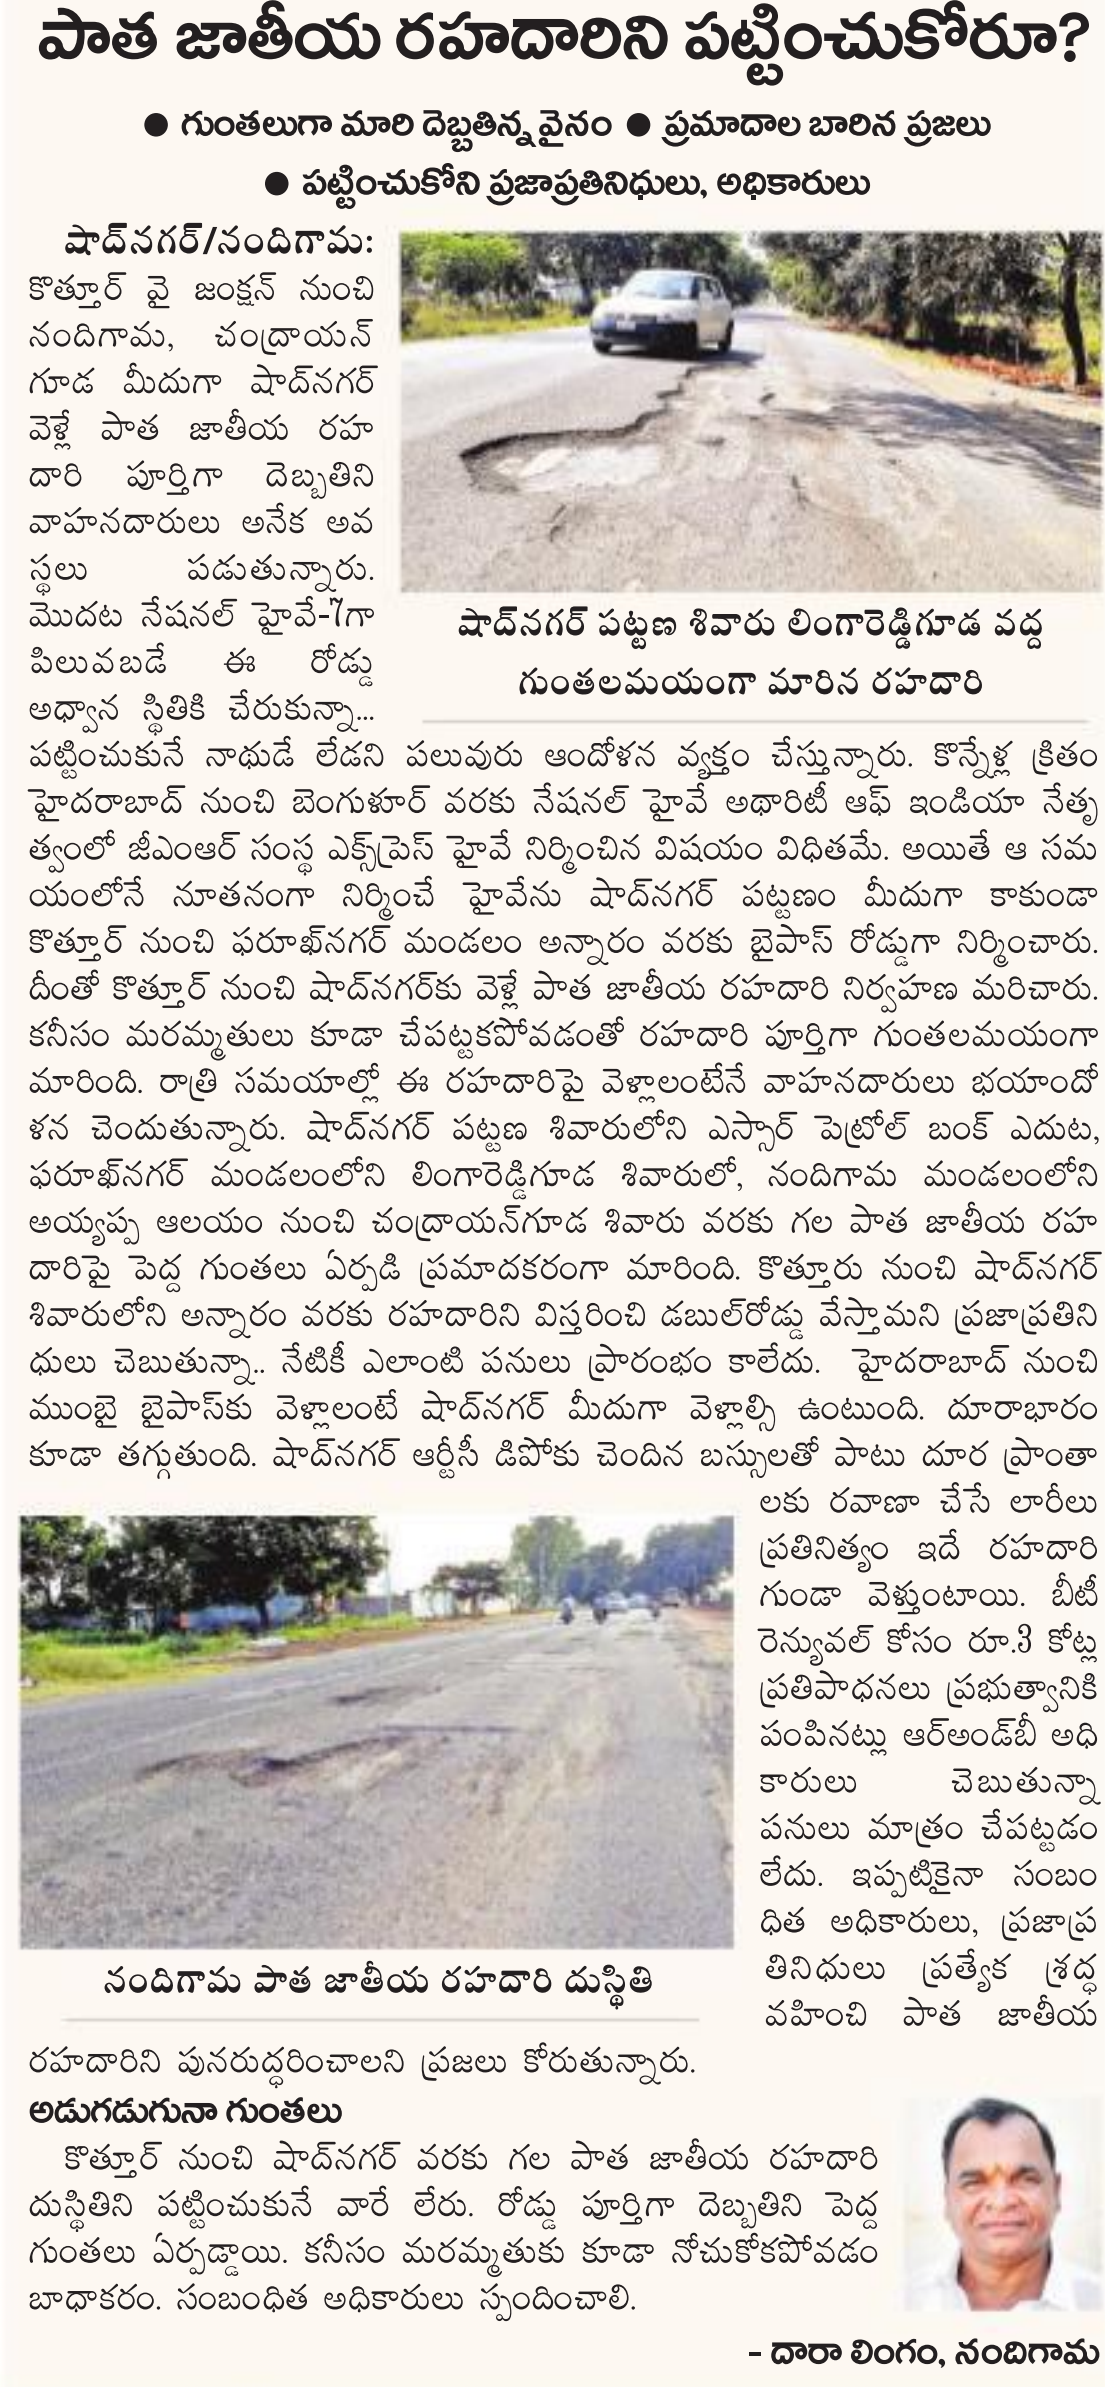 పాత జాతీయ రహదారిని పట్టించుకోరూ?
● గుంతలుగా మారి దెబ్బతిన్న వైనం ● ప్రమాదాల బారిన ప్రజలు
● పట్టించుకోని ప్రజాప్రతినిధులు, అధికారులు
షాద్‌నగర్/నందిగామ:
కొత్తూర్ వై జంక్షన్ నుంచి
నందిగామ, చంద్రాయన్
గూడ మీదుగా షాద్‌నగర్
వెళ్లే పాత జాతీయ రహ
దారి పూర్తిగా దెబ్బతిని
వాహనదారులు అనేక అవ
స్థలు పడుతున్నారు.
మొదట నేషనల్ హైవే-7గా
పిలువబడే ఈ రోడ్డు
అధ్వాన స్థితికి చేరుకున్నా...
షాద్‌నగర్ పట్టణ శివారు లింగారెడ్డిగూడ వద్ద
గుంతలమయంగా మారిన రహదారి
పట్టించుకునే నాథుడే లేడని పలువురు ఆందోళన వ్యక్తం చేస్తున్నారు. కొన్నేళ్ల క్రితం
హైదరాబాద్ నుంచి బెంగుళూర్ వరకు నేషనల్ హైవే అథారిటీ ఆఫ్ ఇండియా నేతృ
త్వంలో జీఎంఆర్ సంస్థ ఎక్స్‌ప్రెస్ హైవే నిర్మించిన విషయం విధితమే. అయితే ఆ సమ
యంలోనే నూతనంగా నిర్మించే హైవేను షాద్‌నగర్ పట్టణం మీదుగా కాకుండా
కొత్తూర్ నుంచి ఫరూఖ్‌నగర్ మండలం అన్నారం వరకు బైపాస్ రోడ్డుగా నిర్మించారు.
దీంతో కొత్తూర్ నుంచి షాద్‌నగర్‌కు వెళ్లే పాత జాతీయ రహదారి నిర్వహణ మరిచారు.
కనీసం మరమ్మతులు కూడా చేపట్టకపోవడంతో రహదారి పూర్తిగా గుంతలమయంగా
మారింది. రాత్రి సమయాల్లో ఈ రహదారిపై వెళ్లాలంటేనే వాహనదారులు భయాందో
ళన చెందుతున్నారు. షాద్‌నగర్ పట్టణ శివారులోని ఎస్సార్ పెట్రోల్ బంక్ ఎదుట,
ఫరూఖ్‌నగర్ మండలంలోని లింగారెడ్డిగూడ శివారులో, నందిగామ మండలంలోని
అయ్యప్ప ఆలయం నుంచి చంద్రాయన్‌గూడ శివారు వరకు గల పాత జాతీయ రహ
దారిపై పెద్ద గుంతలు ఏర్పడి ప్రమాదకరంగా మారింది. కొత్తూరు నుంచి షాద్‌నగర్
శివారులోని అన్నారం వరకు రహదారిని విస్తరించి డబుల్‌రోడ్డు వేస్తామని ప్రజాప్రతిని
ధులు చెబుతున్నా.. నేటికీ ఎలాంటి పనులు ప్రారంభం కాలేదు. హైదరాబాద్ నుంచి
ముంబై బైపాస్‌కు వెళ్లాలంటే షాద్‌నగర్ మీదుగా వెళ్లాల్సి ఉంటుంది. దూరాభారం
కూడా తగ్గుతుంది. షాద్‌నగర్ ఆర్టీసీ డిపోకు చెందిన బస్సులతో పాటు దూర ప్రాంతా
లకు రవాణా చేసే లారీలు
ప్రతినిత్యం ఇదే రహదారి
గుండా వెళ్తుంటాయి. బీటీ
రెన్యువల్ కోసం రూ.3 కోట్ల
ప్రతిపాధనలు ప్రభుత్వానికి
పంపినట్లు ఆర్అండ్‌బీ అధి
కారులు చెబుతున్నా
పనులు మాత్రం చేపట్టడం
లేదు. ఇప్పటికైనా సంబం
ధిత అధికారులు, ప్రజాప్ర
తినిధులు ప్రత్యేక శ్రద్ధ
వహించి పాత జాతీయ
నందిగామ పాత జాతీయ రహదారి దుస్థితి
రహదారిని పునరుద్ధరించాలని ప్రజలు కోరుతున్నారు.
అడుగడుగునా గుంతలు
కొత్తూర్ నుంచి షాద్‌నగర్ వరకు గల పాత జాతీయ రహదారి
దుస్థితిని పట్టించుకునే వారే లేరు. రోడ్డు పూర్తిగా దెబ్బతిని పెద్ద
గుంతలు ఏర్పడ్డాయి. కనీసం మరమ్మతుకు కూడా నోచుకోకపోవడం
బాధాకరం. సంబంధిత అధికారులు స్పందించాలి.
- దారా లింగం, నందిగామ